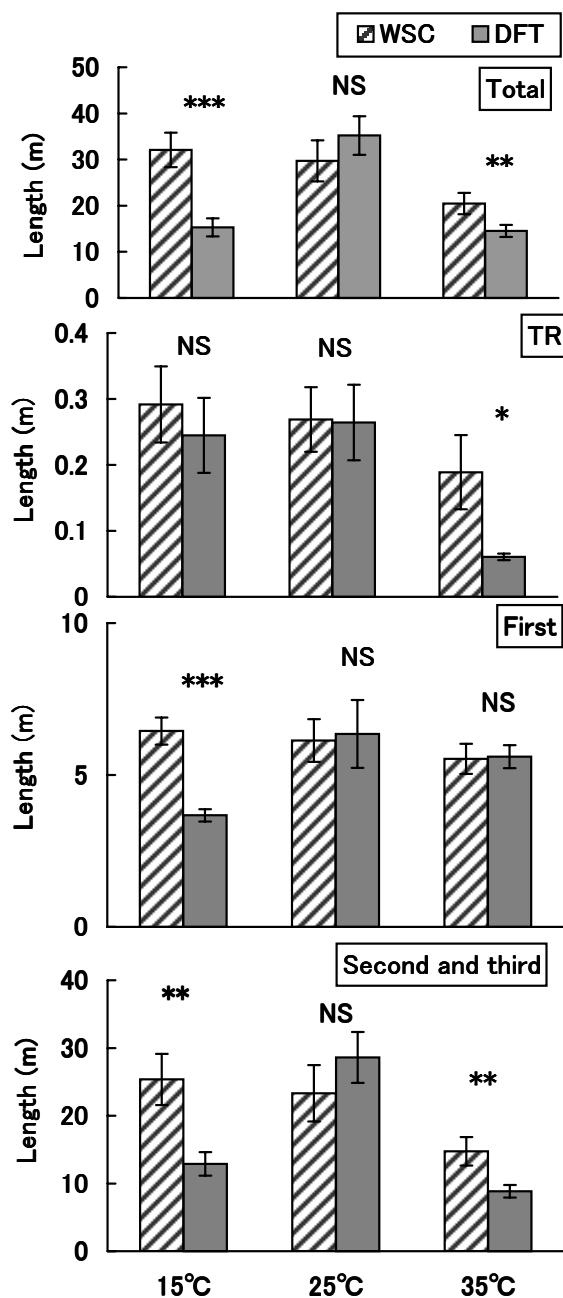 WSC DFT
Total
Length (m)
50
40
30
20
10
0
*** NS **
TR
Length (m)
0.4
0.3
0.2
0.1
0
NS NS *
First
Length (m)
10
5
0
*** NS NS
Second and third
Length (m)
40
30
20
10
0
** NS **
15℃ 25℃ 35℃